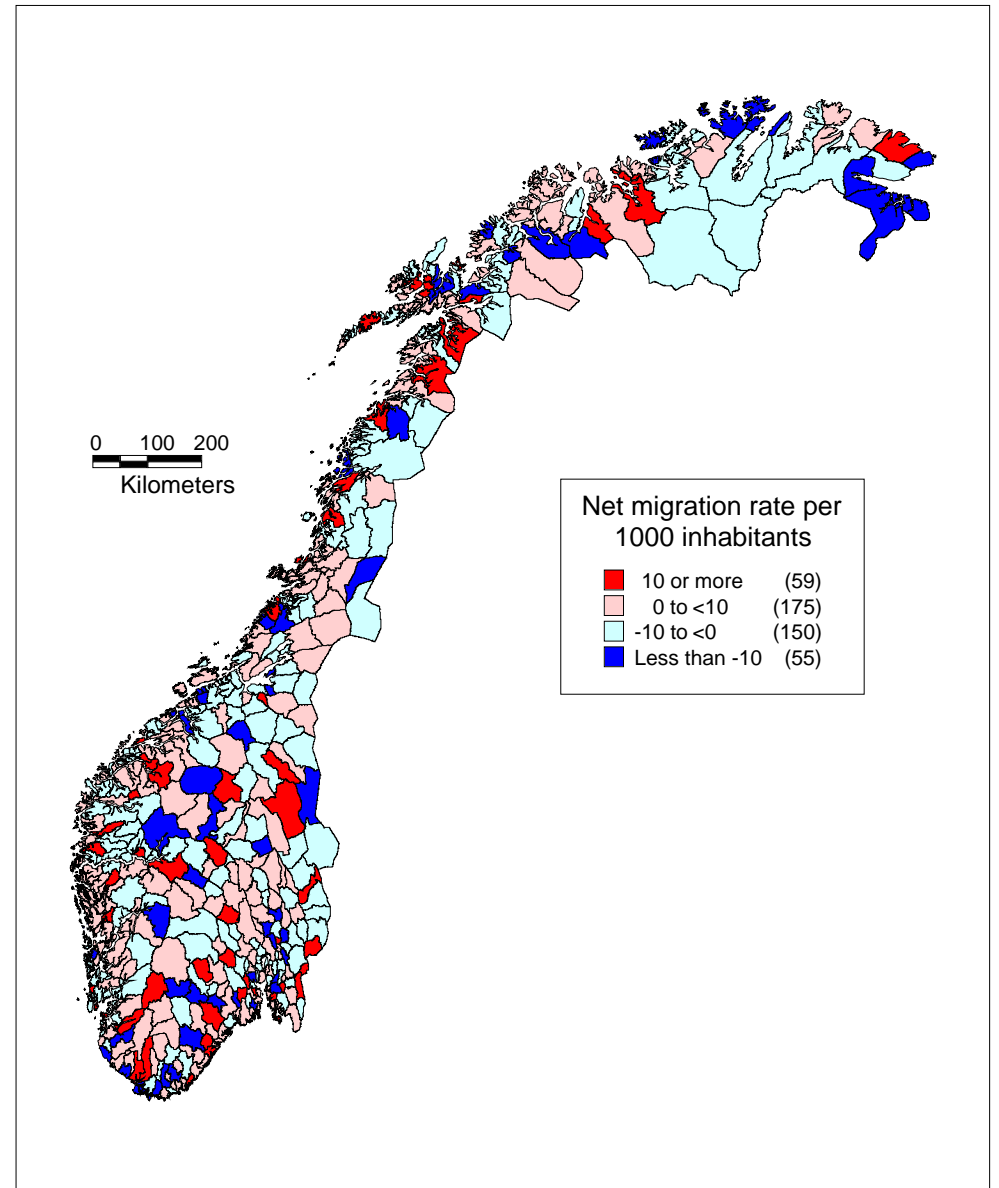 0 100 200
Kilometers
Net migration rate per
1000 inhabitants
10 or more (59)
0 to <10 (175)
-10 to <0 (150)
Less than -10 (55)